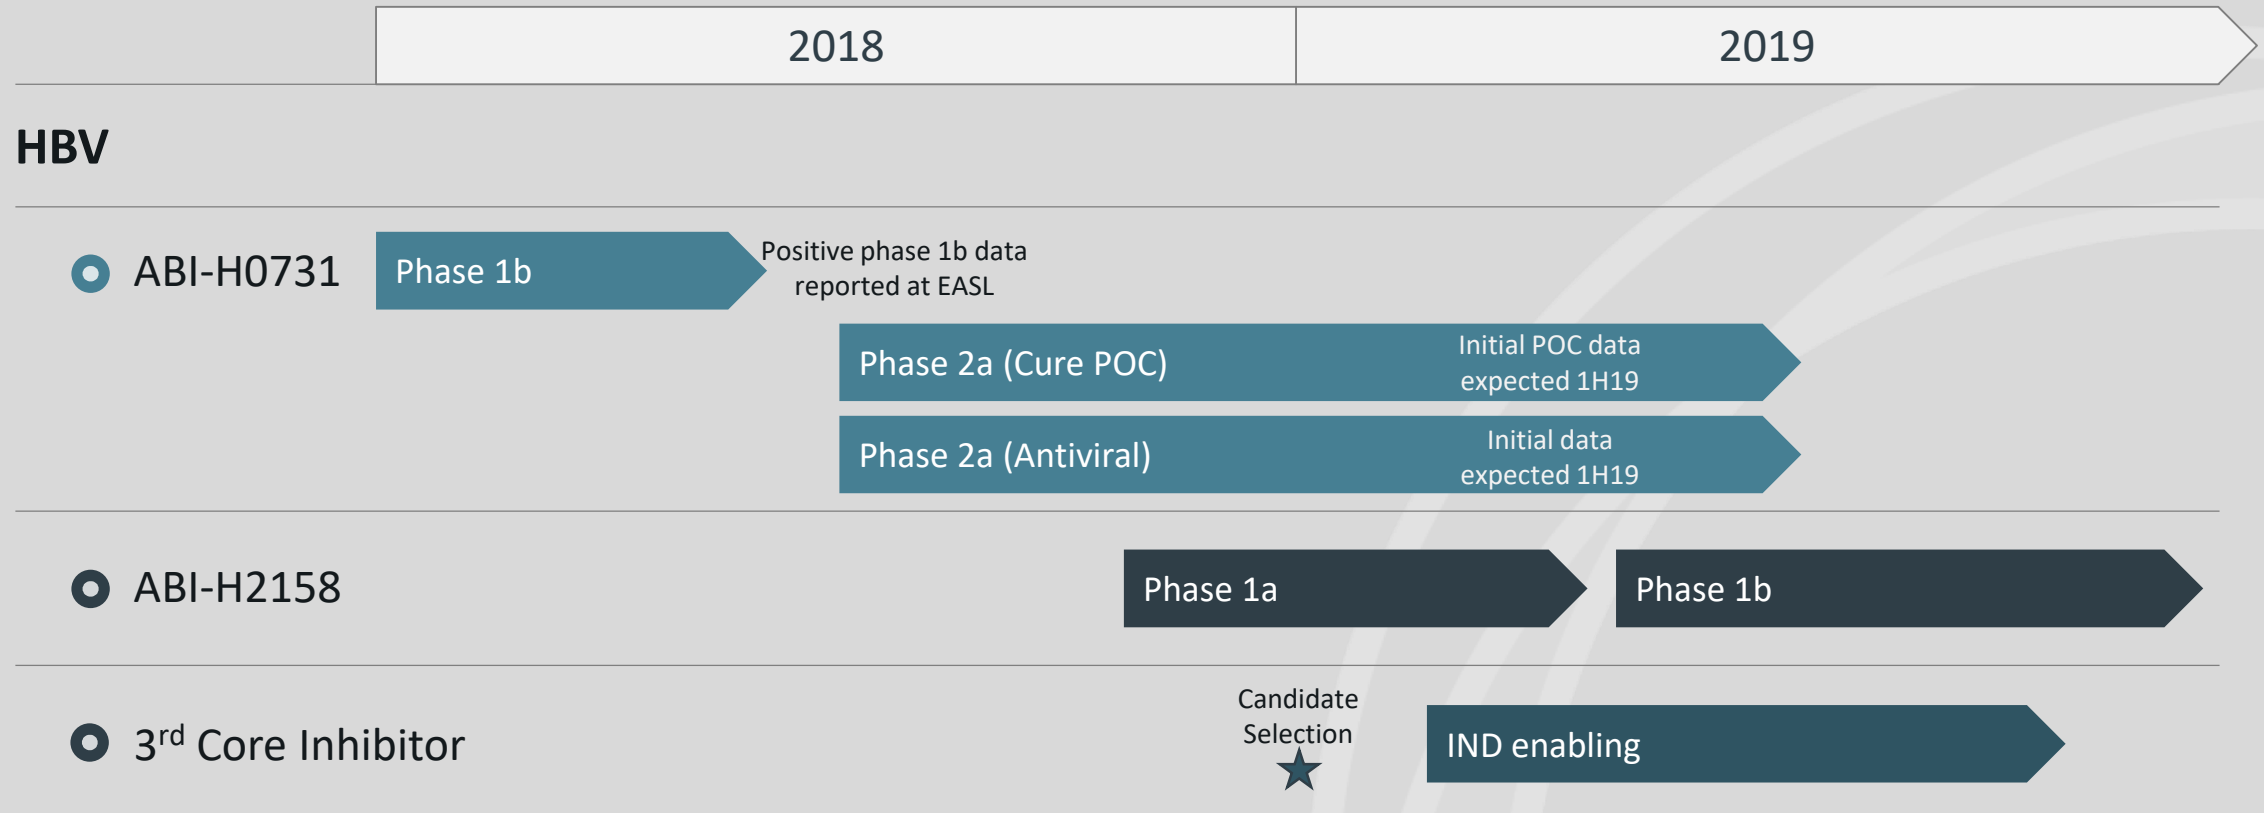 2018
2019
HBV
ABI-H0731
Phase 1b
Positive phase 1b data
reported at EASL
Phase 2a (Cure POC)
Initial POC data
expected 1H19
Phase 2a (Antiviral)
Initial data
expected 1H19
ABI-H2158
Phase 1a
Phase 1b
3rd Core Inhibitor
Candidate
Selection
IND enabling